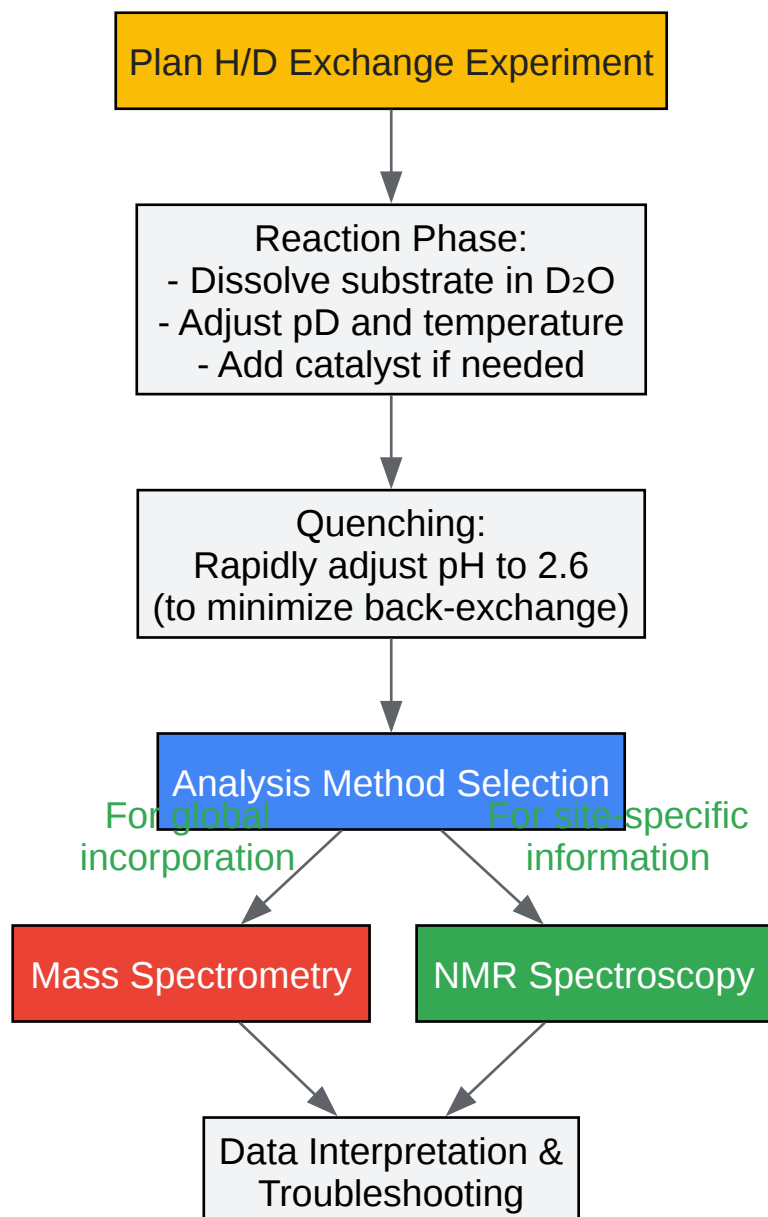 Plan H/D Exchange Experiment
Reaction Phase:
- Dissolve substrate in D₂O
- Adjust pD and temperature
- Add catalyst if needed
Quenching:
Rapidly adjust pH to 2.6
(to minimize back-exchange)
Analysis Method Selection
For global
incorporation
For site-specific
information
Mass Spectrometry
NMR Spectroscopy
Data Interpretation &
Troubleshooting